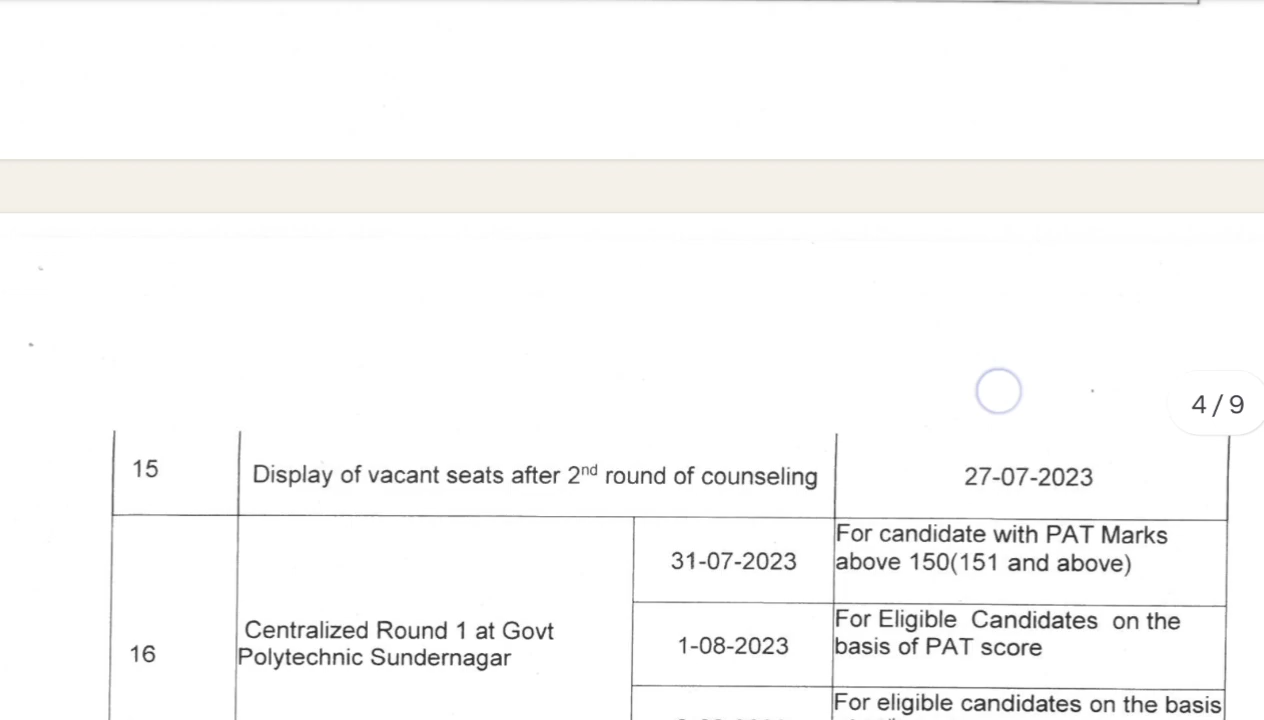 4/9
15
Display of vacant seats after 2nd round of counseling
27-07-2023
16
Centralized Round 1 at Govt
Polytechnic Sundernagar
31-07-2023
For candidate with PAT Marks
above 150(151 and above)
1-08-2023
For Eligible Candidates on the
basis of PAT score
For eligible candidates on the basis